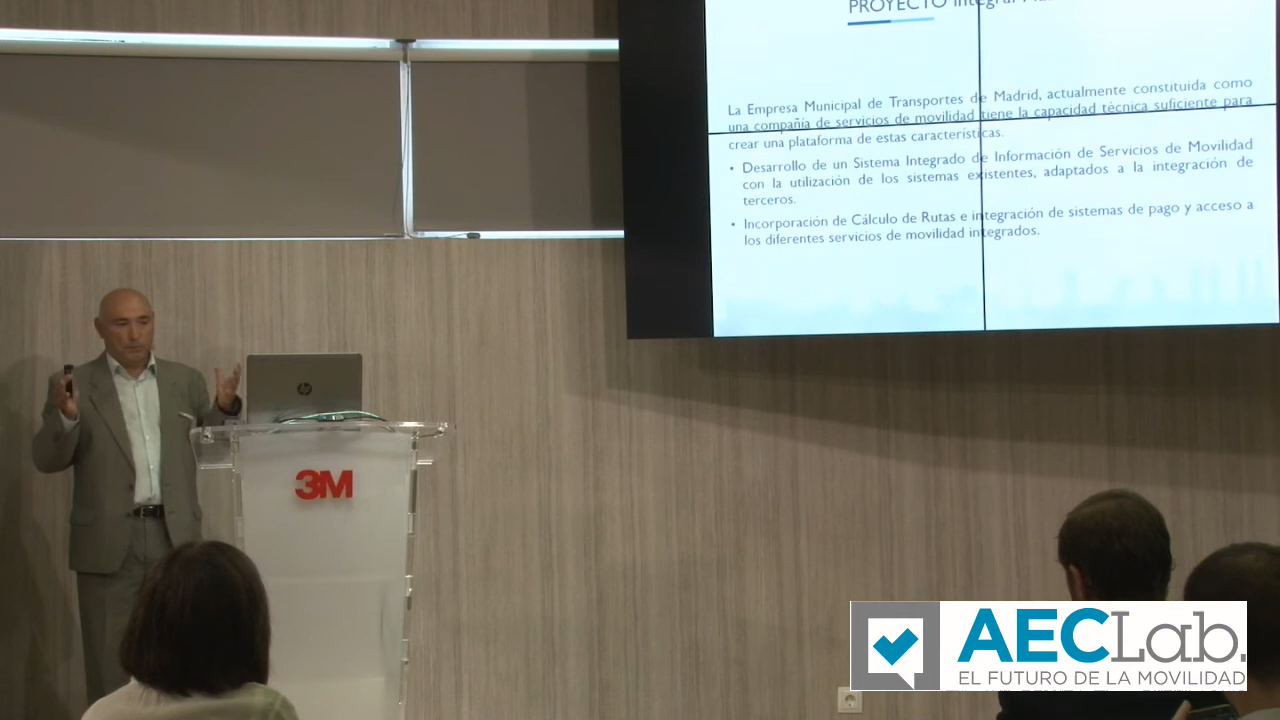 PROYECTO
La Empresa Municipal de Transportes de Madrid, actualmente constituida como
una compañía de servicios de movilidad tiene la capacidad técnica suficiente para
crear una plataforma de estas características.
• Desarrollo de un Sistema Integrado de Información de Servicios de Movilidad
con la utilización de los sistemas existentes, adaptados a la integración de
terceros.
• Incorporación de Cálculo de Rutas e integración de sistemas de pago y acceso a
los diferentes servicios de movilidad integrados.
hp
3M
AECLab.
EL FUTURO DE LA MOVILIDAD